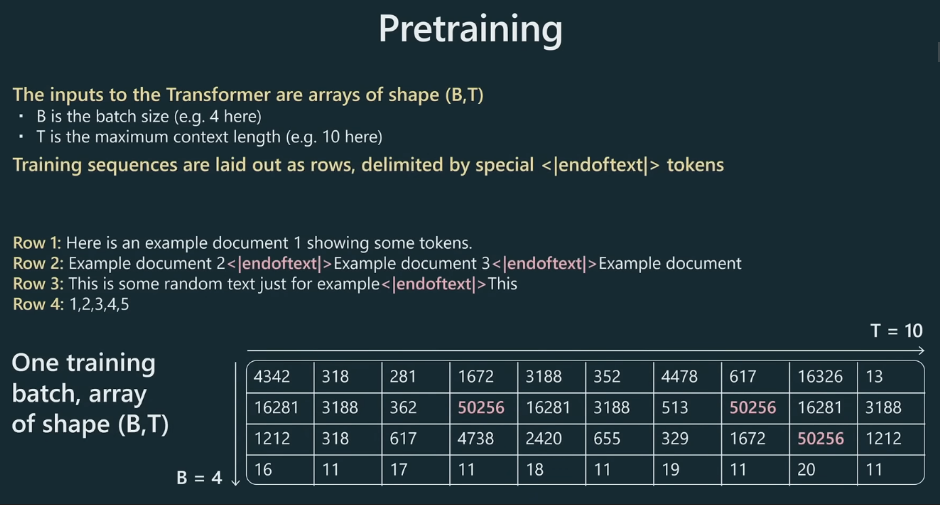 Pretraining
The inputs to the Transformer are arrays of shape (B,T)
• B is the batch size (e.g. 4 here)
• T is the maximum context length (e.g. 10 here)
Training sequences are laid out as rows, delimited by special <|endoftext|> tokens
Row 1: Here is an example document 1 showing some tokens.
Row 2: Example document 2<|endoftext|>Example document 3<|endoftext|>Example document
Row 3: This is some random text just for example<|endoftext|>This
Row 4: 1,2,3,4,5
T = 10
One training
batch, array
of shape (B,T)
B = 4
4342 318 281 1672 3188 352 4478 617 16326 13
16281 3188 362 50256 16281 3188 513 50256 16281 3188
1212 318 617 4738 2420 655 329 1672 50256 1212
16 11 17 11 18 11 19 11 20 11